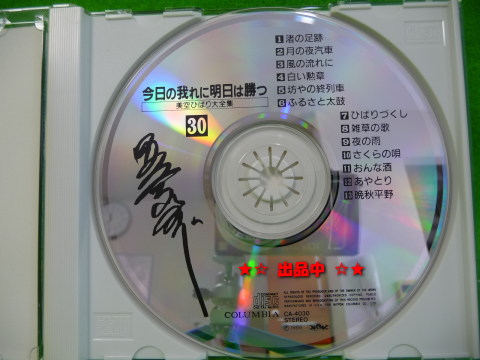 今日の我れに明日は勝つ
美空ひばり大全集
30
1 渚の足跡
2 月の夜汽車
3 風の流れに
4 白い勲章
5 坊やの終列車
6 ふるさと太鼓
7 ひばりづくし
8 雑草の歌
9 夜の雨
10 さくらの唄
11 おんな酒
12 あやとり
13 晩秋平野
★☆ 出品中 ☆★
COLUMBIA
CA-4030
STEREO